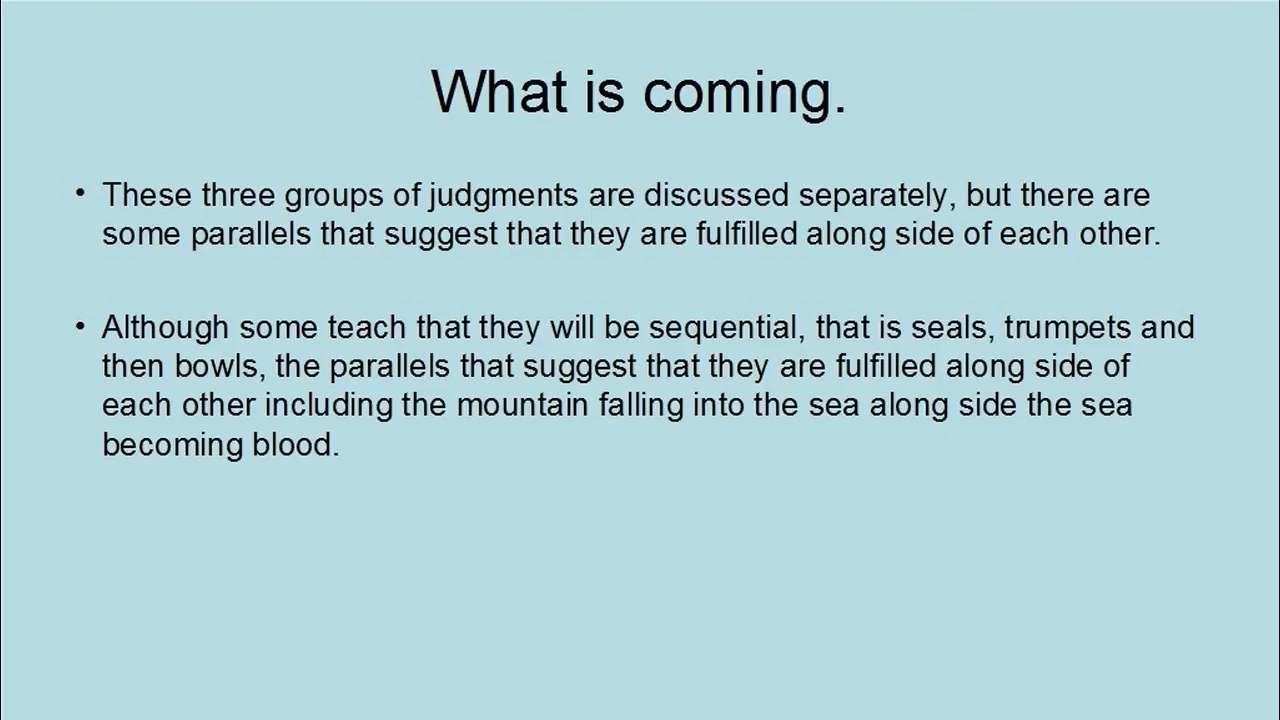 What is coming.
• These three groups of judgments are discussed separately, but there are
some parallels that suggest that they are fulfilled along side of each other.
• Although some teach that they will be sequential, that is seals, trumpets and
then bowls, the parallels that suggest that they are fulfilled along side of
each other including the mountain falling into the sea along side the sea
becoming blood.